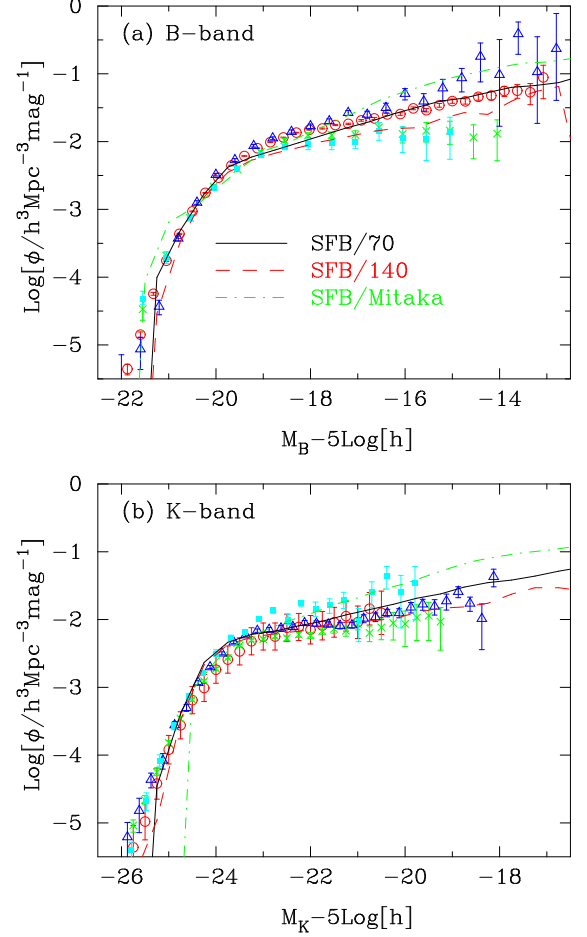 0
(a) B-band
−1
−2
−3
−4
−5
Log[ϕ/h³Mpc⁻³mag⁻¹]
SFB/70
SFB/140
SFB/Mitaka
−22 −20 −18 −16 −14
M_B−5Log[h]
0
(b) K-band
−1
−2
−3
−4
−5
Log[ϕ/h³Mpc⁻³mag⁻¹]
−26 −24 −22 −20 −18
M_K−5Log[h]